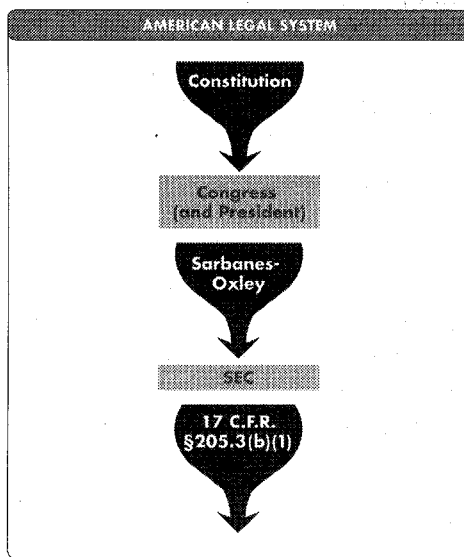 AMERICAN LEGAL SYSTEM
Constitution
Congress
(and President)
Sarbanes-
Oxley
SEC
17 C.F.R.
§205.3(b)(1)